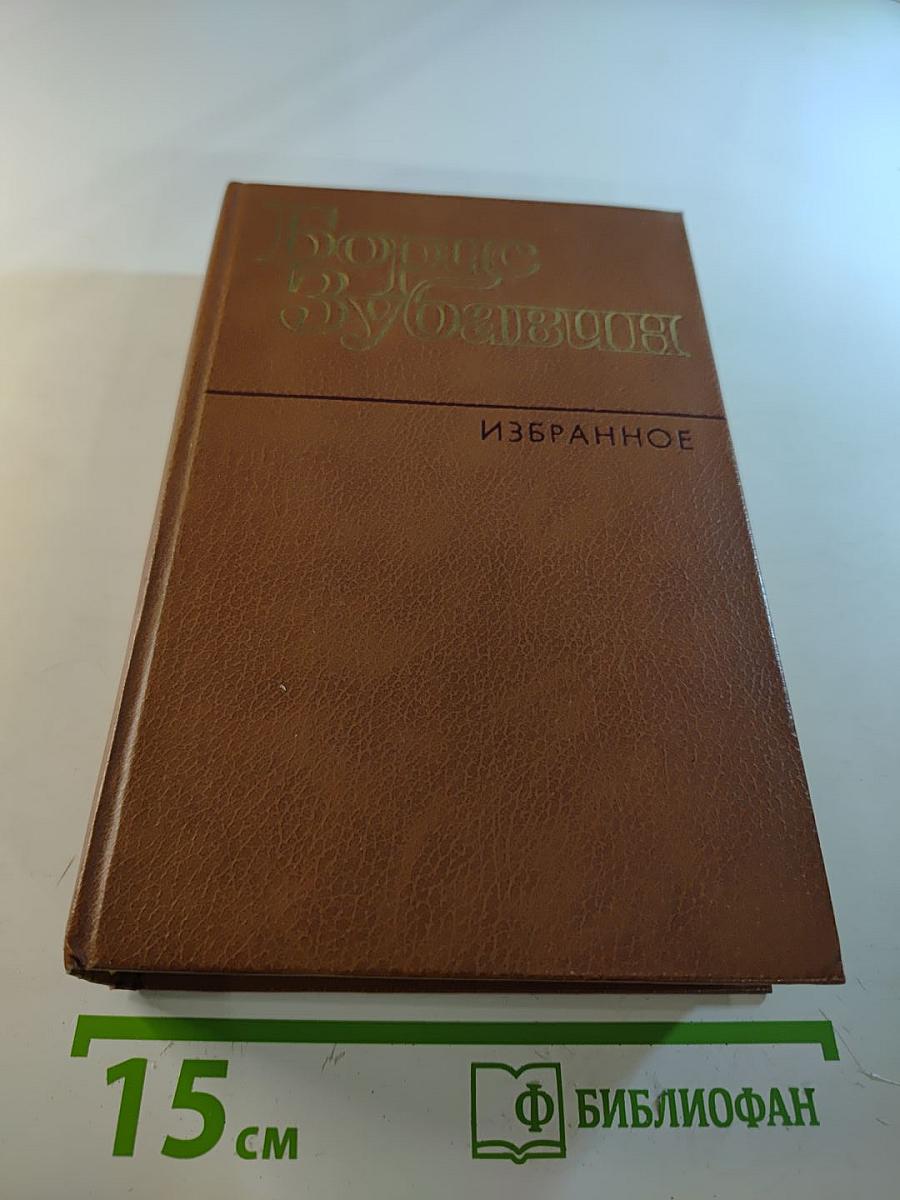 Борис
Зубавин
ИЗБРАННОЕ
15 см
Ф БИБЛИОФАН